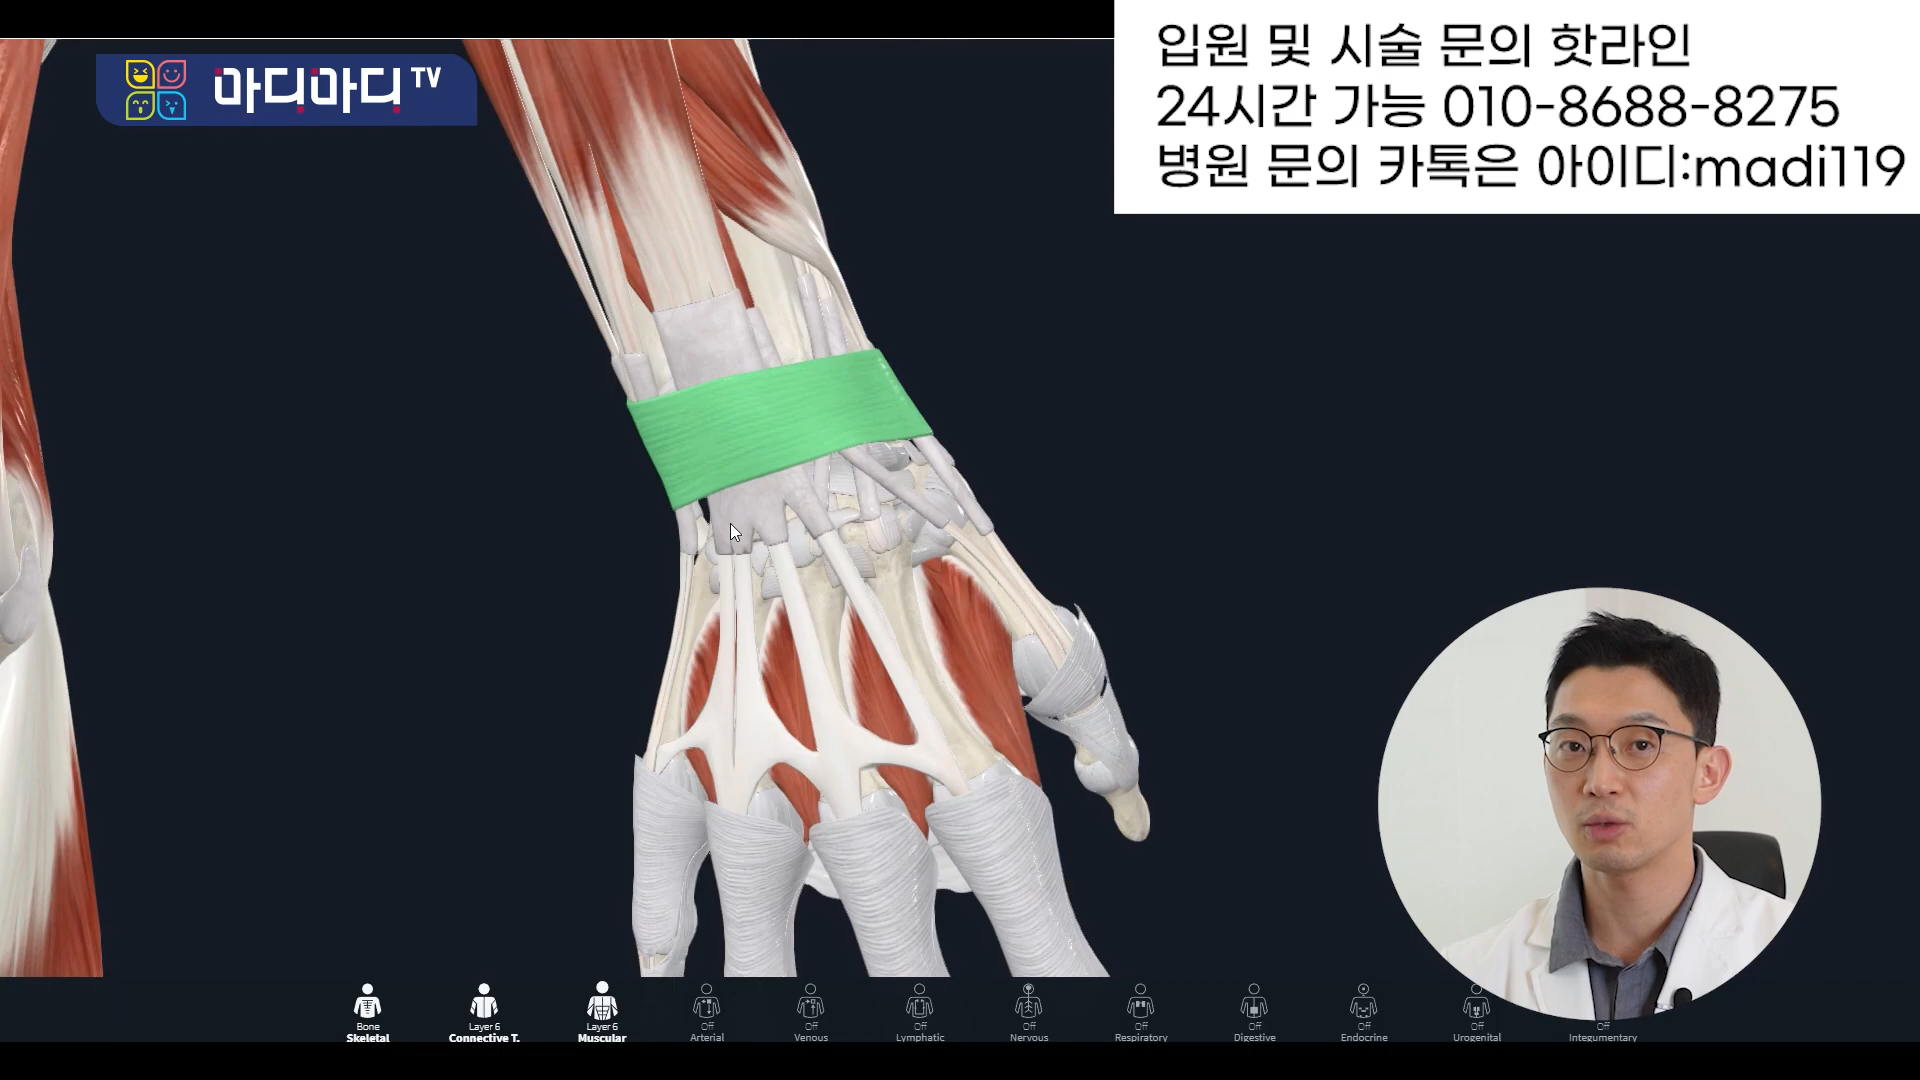 마디마디 TV
입원 및 시술 문의 핫라인
24시간 가능 010-8688-8275
병원 문의 카톡은 아이디:madi119
Bone
Skeletal
Layer 6
Connective T.
Layer 6
Muscular
Off
Arterial
Off
Venous
Off
Lymphatic
Off
Nervous
Off
Respiratory
Off
Digestive
Off
Endocrine
Off
Urogenital
Off
Integumentary